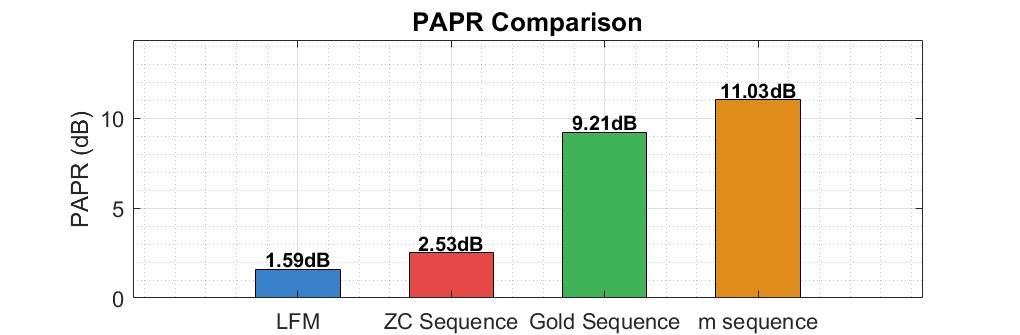 PAPR Comparison
PAPR (dB)
10
5
0
1.59dB
2.53dB
9.21dB
11.03dB
LFM
ZC Sequence
Gold Sequence
m sequence